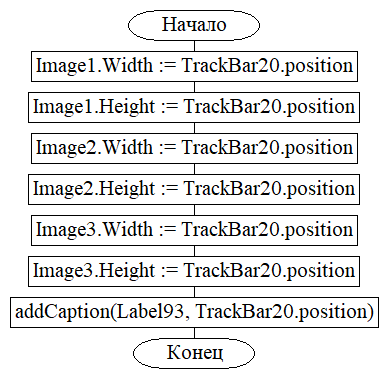 Начало
Image1.Width := TrackBar20.position
Image1.Height := TrackBar20.position
Image2.Width := TrackBar20.position
Image2.Height := TrackBar20.position
Image3.Width := TrackBar20.position
Image3.Height := TrackBar20.position
addCaption(Label93, TrackBar20.position)
Конец